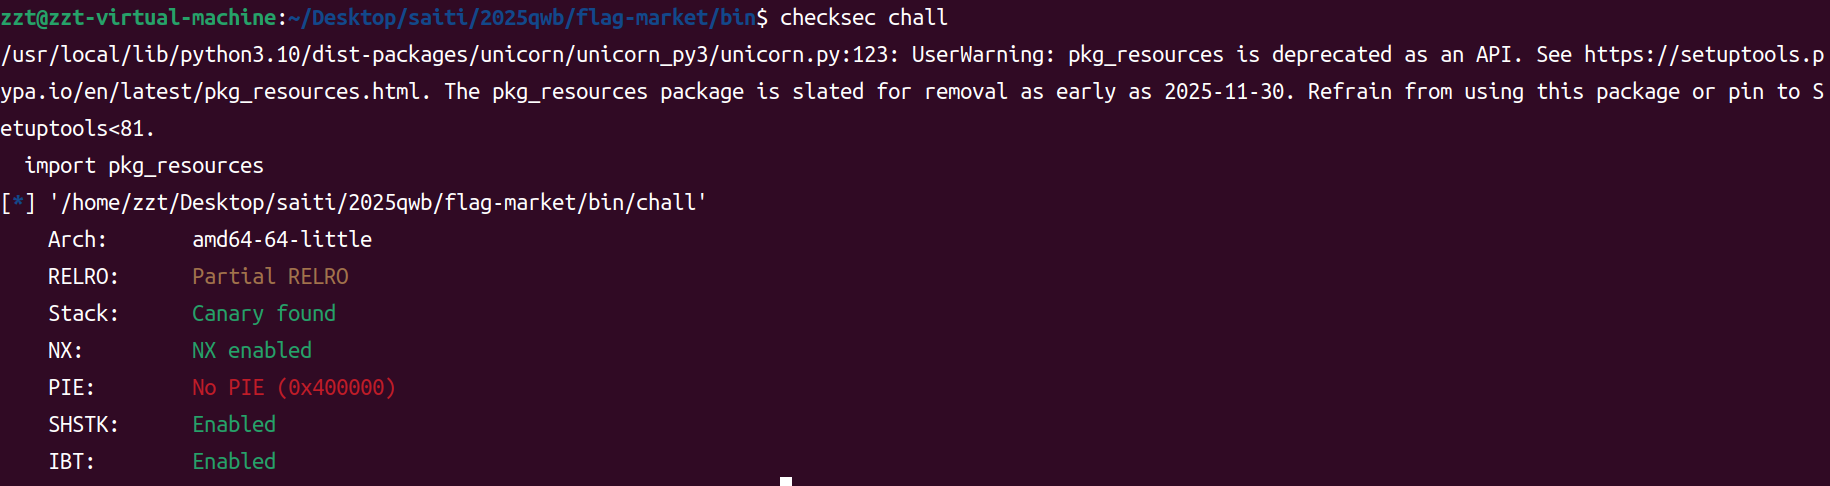 zzt@zzt-virtual-machine:~/Desktop/saiti/2025qwb/flag-market/bin$ checksec chall
/usr/local/lib/python3.10/dist-packages/unicorn/unicorn_py3/unicorn.py:123: UserWarning: pkg_resources is deprecated as an API. See https://setuptools.p
ypa.io/en/latest/pkg_resources.html. The pkg_resources package is slated for removal as early as 2025-11-30. Refrain from using this package or pin to S
etuptools<81.
  import pkg_resources
[*] '/home/zzt/Desktop/saiti/2025qwb/flag-market/bin/chall'
    Arch:       amd64-64-little
    RELRO:      Partial RELRO
    Stack:      Canary found
    NX:         NX enabled
    PIE:        No PIE (0x400000)
    SHSTK:      Enabled
    IBT:        Enabled